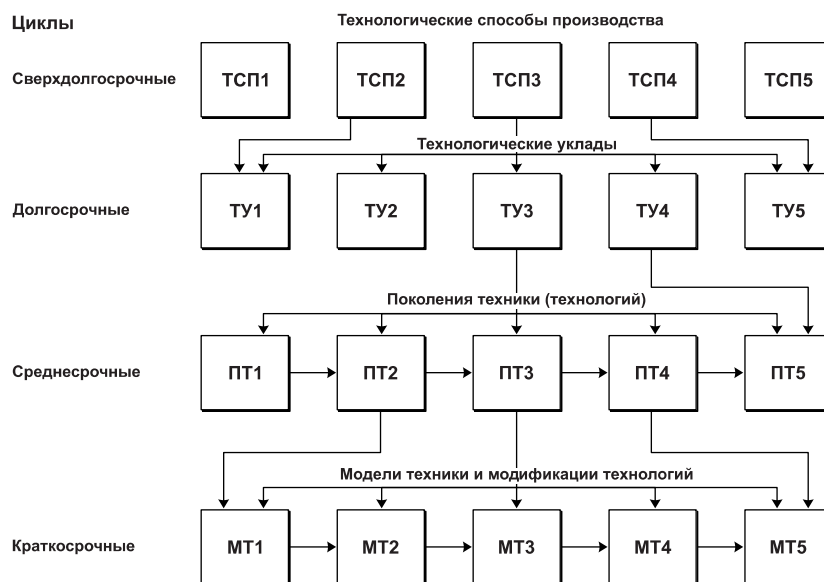 Циклы
Технологические способы производства
Сверхдолгосрочные
ТСП1 ТСП2 ТСП3 ТСП4 ТСП5
Технологические уклады
Долгосрочные
ТУ1 ТУ2 ТУ3 ТУ4 ТУ5
Поколения техники (технологий)
Среднесрочные
ПТ1 ПТ2 ПТ3 ПТ4 ПТ5
Модели техники и модификации технологий
Краткосрочные
МТ1 МТ2 МТ3 МТ4 МТ5